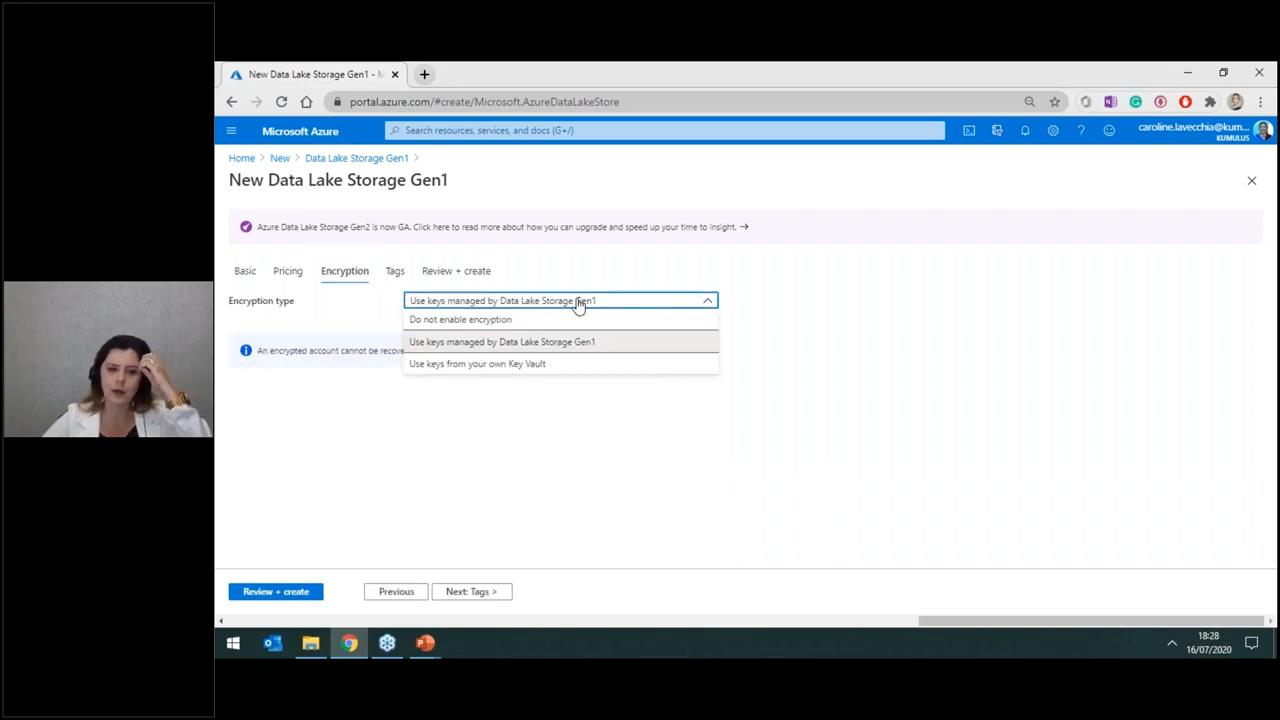 New Data Lake Storage Gen1 - M
portal.azure.com/#create/Microsoft.AzureDataLakeStore
Microsoft Azure
Search resources, services, and docs (G+/)
caroline.lavecchia@kum...
KUMULUS
Home > New > Data Lake Storage Gen1 >
New Data Lake Storage Gen1
Azure Data Lake Storage Gen2 is now GA. Click here to read more about how you can upgrade and speed up your time to insight. →
Basic Pricing Encryption Tags Review + create
Encryption type
Use keys managed by Data Lake Storage Gen1
Do not enable encryption
Use keys managed by Data Lake Storage Gen1
An encrypted account cannot be recove
Use keys from your own Key Vault
Review + create
Previous
Next: Tags >
18:28
16/07/2020